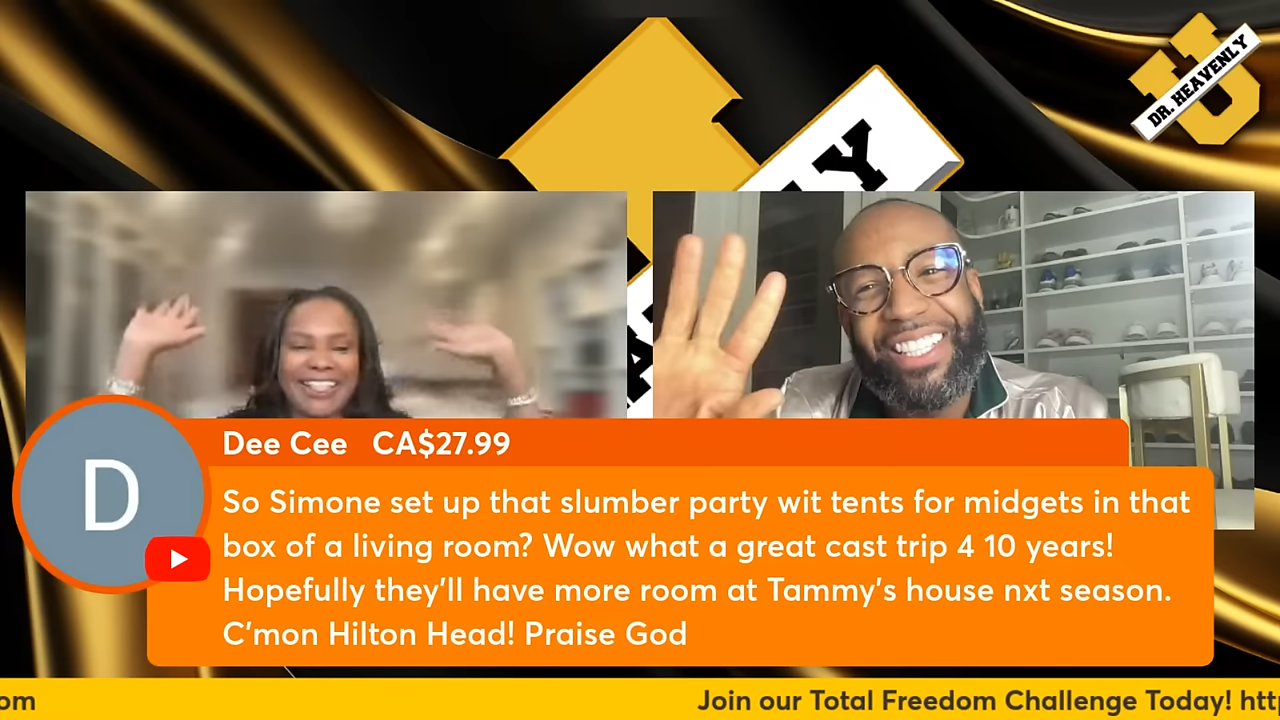 DR. HEAVENLY
LY
D
Dee Cee CA$27.99
So Simone set up that slumber party wit tents for midgets in that
box of a living room? Wow what a great cast trip 4 10 years!
Hopefully they'll have more room at Tammy's house nxt season.
C'mon Hilton Head! Praise God
om
Join our Total Freedom Challenge Today! http